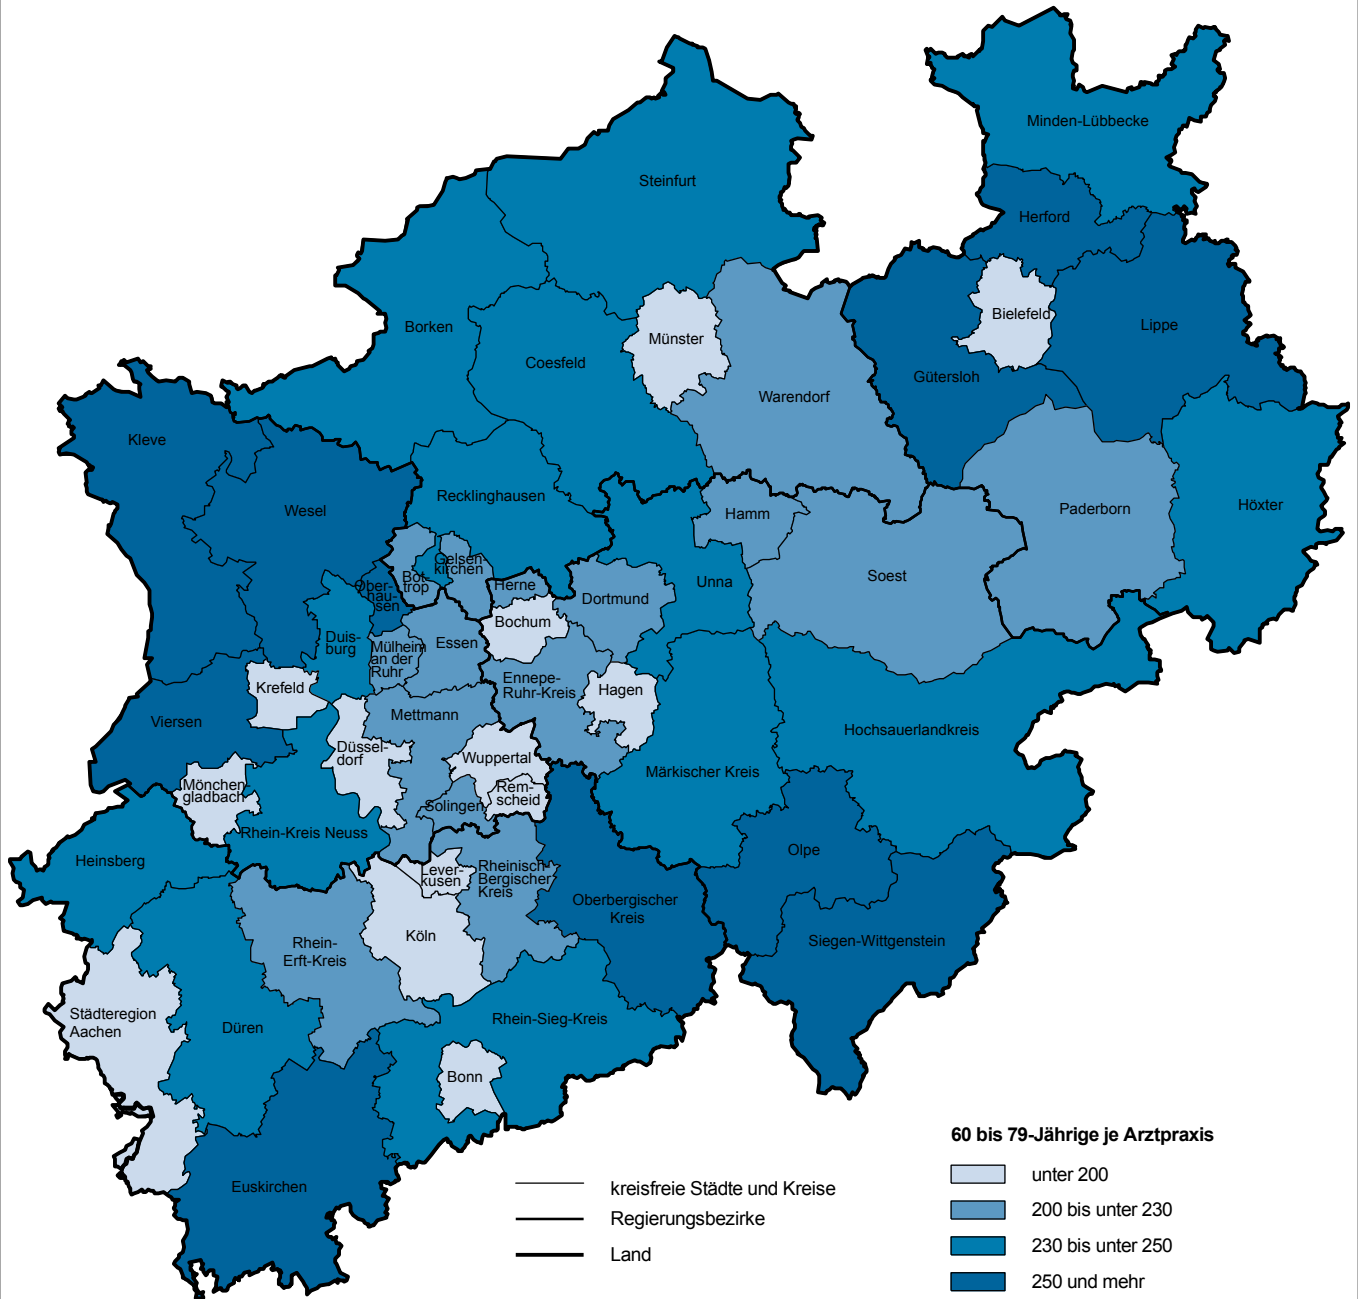 Minden-Lübbecke
Steinfurt
Herford
Bielefeld
Lippe
Borken
Münster
Coesfeld
Gütersloh
Warendorf
Kleve
Recklinghausen
Wesel
Hamm
Paderborn
Höxter
Gelsen-
kirchen
Bot-
trop
Ober-
hau-
sen
Herne
Dortmund
Unna
Soest
Bochum
Duis-
burg
Essen
Mülheim
an der
Ruhr
Ennepe-
Ruhr-Kreis
Hagen
Krefeld
Viersen
Mettmann
Hochsauerlandkreis
Düssel-
dorf
Wuppertal
Märkischer Kreis
Mönchen-
gladbach
Rem-
scheid
Solingen
Rhein-Kreis Neuss
Heinsberg
Olpe
Lever-
kusen
Rheinisch-
Bergischer
Kreis
Oberbergischer
Kreis
Köln
Rhein-
Erft-Kreis
Siegen-Wittgenstein
Städteregion
Aachen
Düren
Rhein-Sieg-Kreis
Bonn
Euskirchen
kreisfreie Städte und Kreise
Regierungsbezirke
Land
60 bis 79-Jährige je Arztpraxis
unter 200
200 bis unter 230
230 bis unter 250
250 und mehr